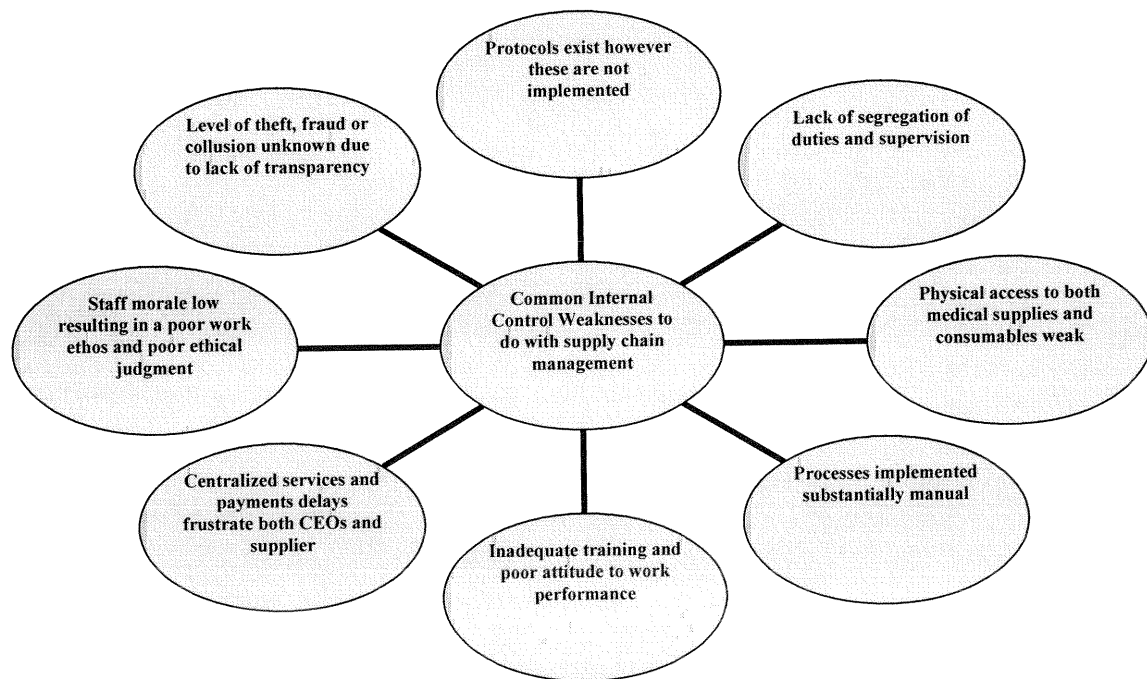 Protocols exist however
these are not
implemented
Level of theft, fraud or
collusion unknown due
to lack of transparency
Lack of segregation of
duties and supervision
Staff morale low
resulting in a poor work
ethos and poor ethical
judgment
Common Internal
Control Weaknesses to
do with supply chain
management
Physical access to both
medical supplies and
consumables weak
Centralized services and
payments delays
frustrate both CEOs and
supplier
Inadequate training and
poor attitude to work
performance
Processes implemented
substantially manual